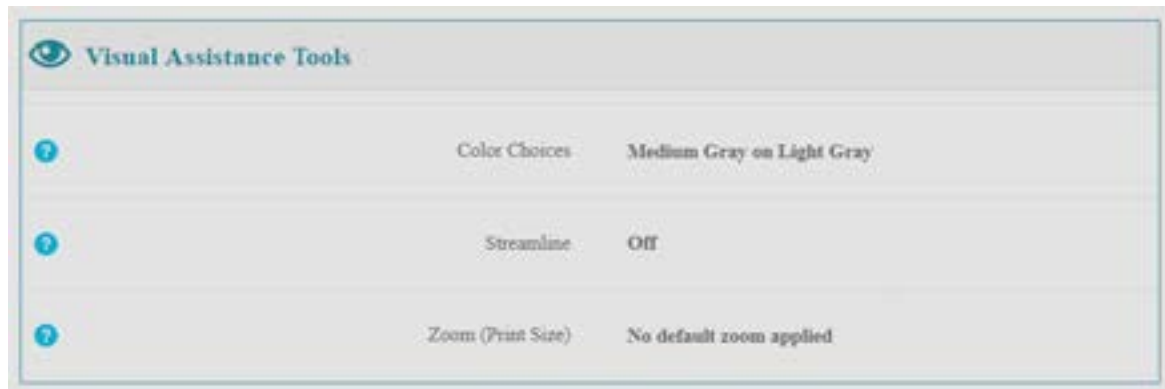 Visual Assistance Tools
? Color Choices Medium Gray on Light Gray
? Streamline Off
? Zoom (Print Size) No default zoom applied